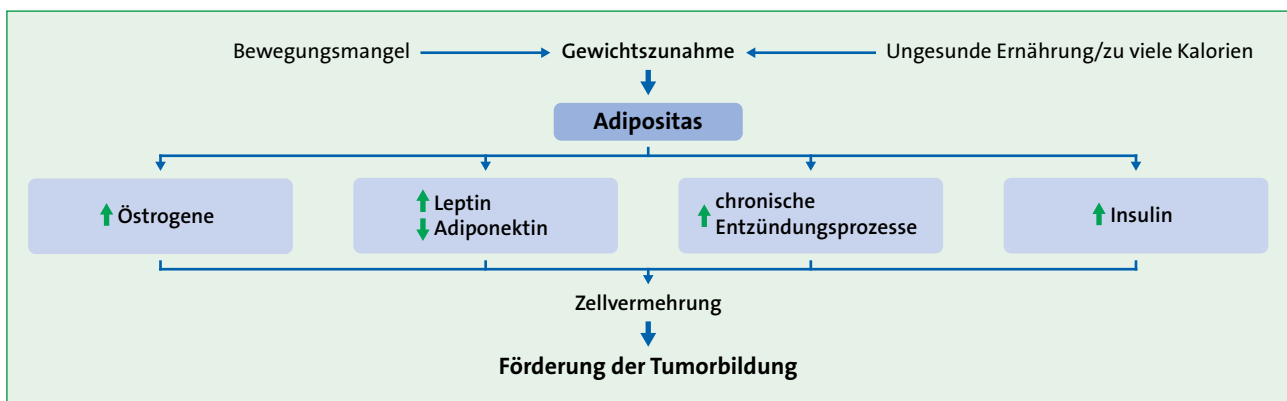 Bewegungsmangel
Gewichtszunahme
Ungesunde Ernährung/zu viele Kalorien
Adipositas
Östrogene
Leptin
Adiponektin
chronische
Entzündungsprozesse
Insulin
Zellvermehrung
Förderung der Tumorbildung